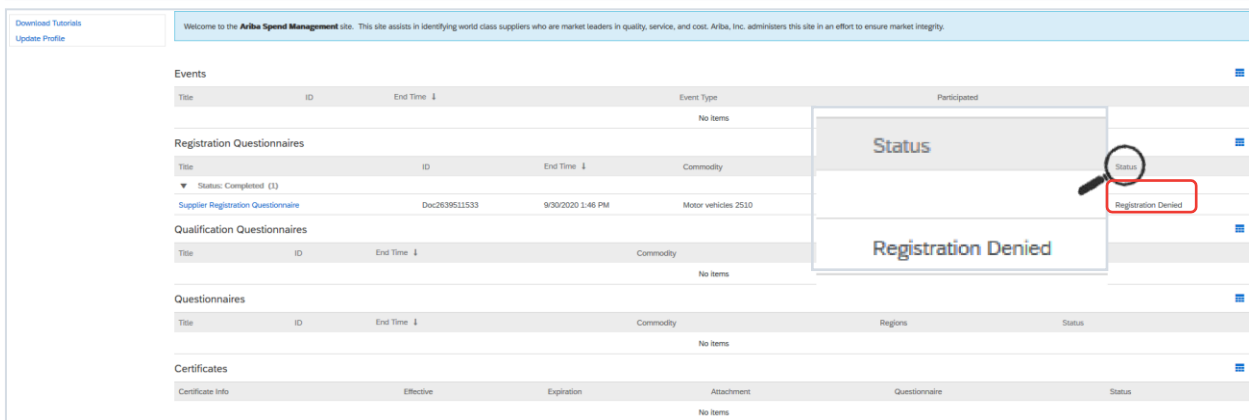 Download Tutorials
Update Profile
Welcome to the Ariba Spend Management site. This site assists in identifying world class suppliers who are market leaders in quality, service, and cost. Ariba, Inc. administers this site in an effort to ensure market integrity.
Events
Title ID End Time ↓ Event Type Participated
No items
Registration Questionnaires
Title ID End Time ↓ Commodity Status
▼ Status: Completed (1)
Supplier Registration Questionnaire Doc2639511533 9/30/2020 1:46 PM Motor vehicles 2510 Registration Denied
Status
Registration Denied
Qualification Questionnaires
Title ID End Time ↓ Commodity
No items
Questionnaires
Title ID End Time ↓ Commodity Regions Status
No items
Certificates
Certificate Info Effective Expiration Attachment Questionnaire Status
No items